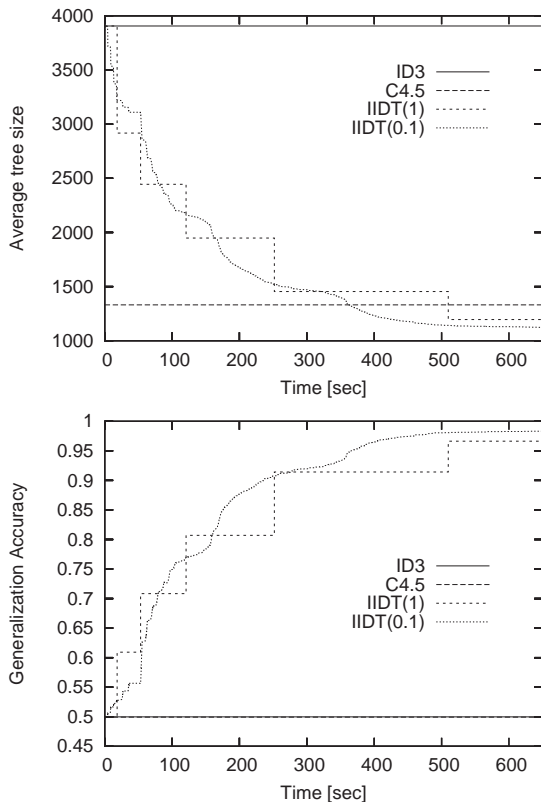 4000
3500
3000
2500
2000
1500
1000
Average tree size
ID3
C4.5
IIDT(1)
IIDT(0.1)
0 100 200 300 400 500 600
Time [sec]
1
0.95
0.9
0.85
0.8
0.75
0.7
0.65
0.6
0.55
0.5
0.45
Generalization Accuracy
ID3
C4.5
IIDT(1)
IIDT(0.1)
0 100 200 300 400 500 600
Time [sec]